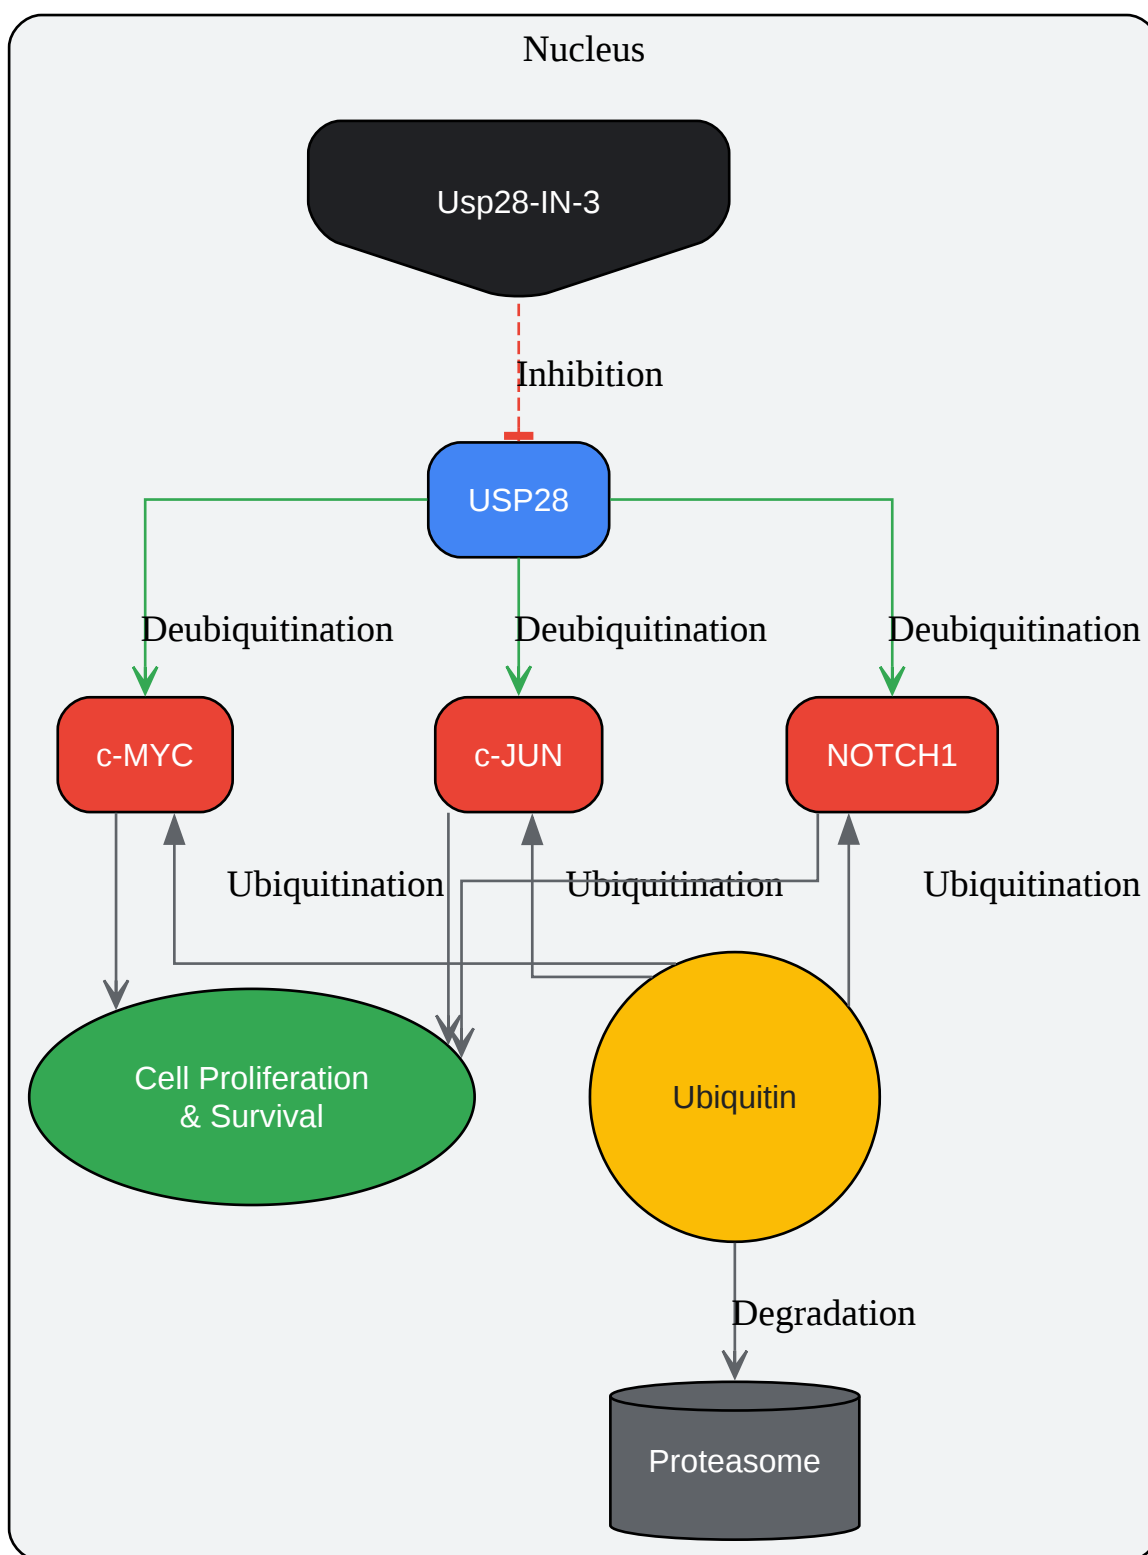 Nucleus
Usp28-IN-3
Inhibition
USP28
Deubiquitination
Deubiquitination
Deubiquitination
c-MYC
c-JUN
NOTCH1
Ubiquitination
Ubiquitination
Ubiquitination
Cell Proliferation
& Survival
Ubiquitin
Degradation
Proteasome